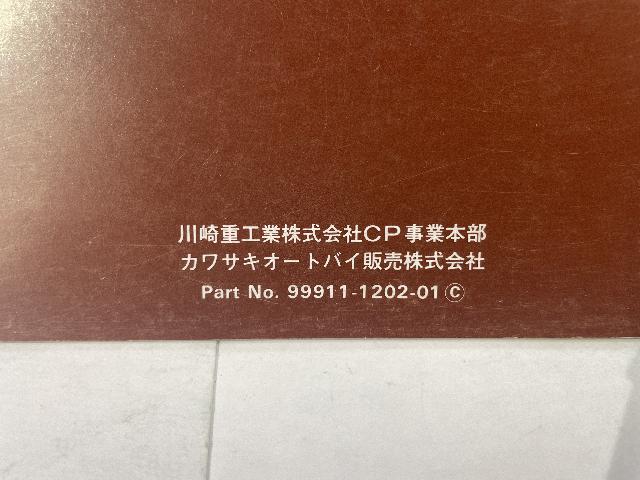 川崎重工業株式会社CP事業本部
カワサキオートバイ販売株式会社
Part No. 99911-1202-01 Ⓒ